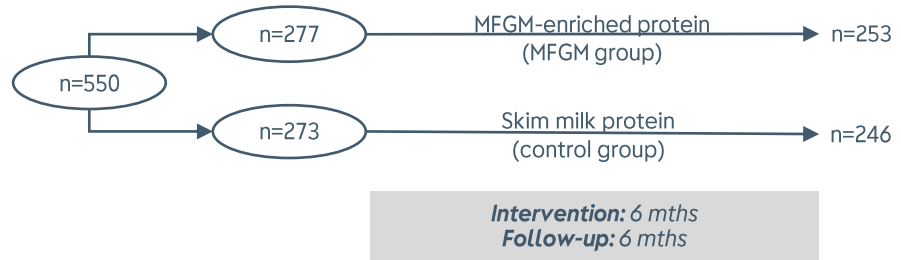 n=550
n=277
MFGM-enriched protein
(MFGM group)
n=253
n=273
Skim milk protein
(control group)
n=246
Intervention: 6 mths
Follow-up: 6 mths